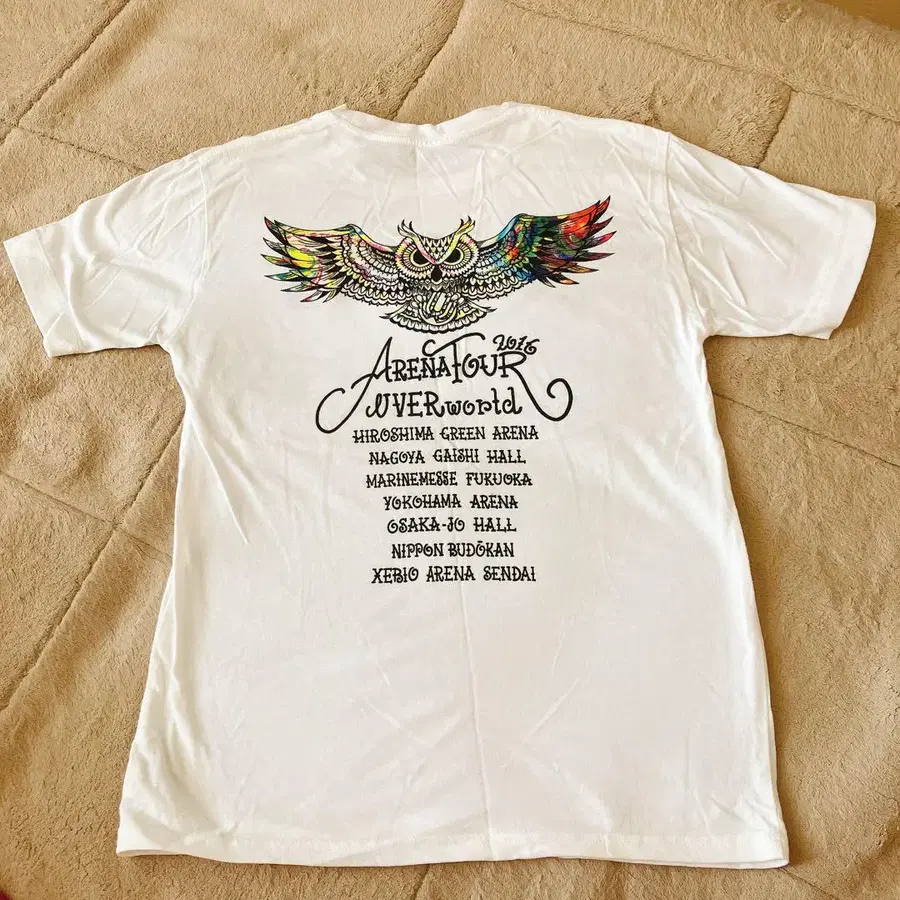 2016
ARENA TOUR
UVERworld
HIROSHIMA GREEN ARENA
NAGOYA GAISHI HALL
MARINEMESSE FUKUOKA
YOKOHAMA ARENA
OSAKA-JO HALL
NIPPON BUDŌKAN
XEBIO ARENA SENDAI